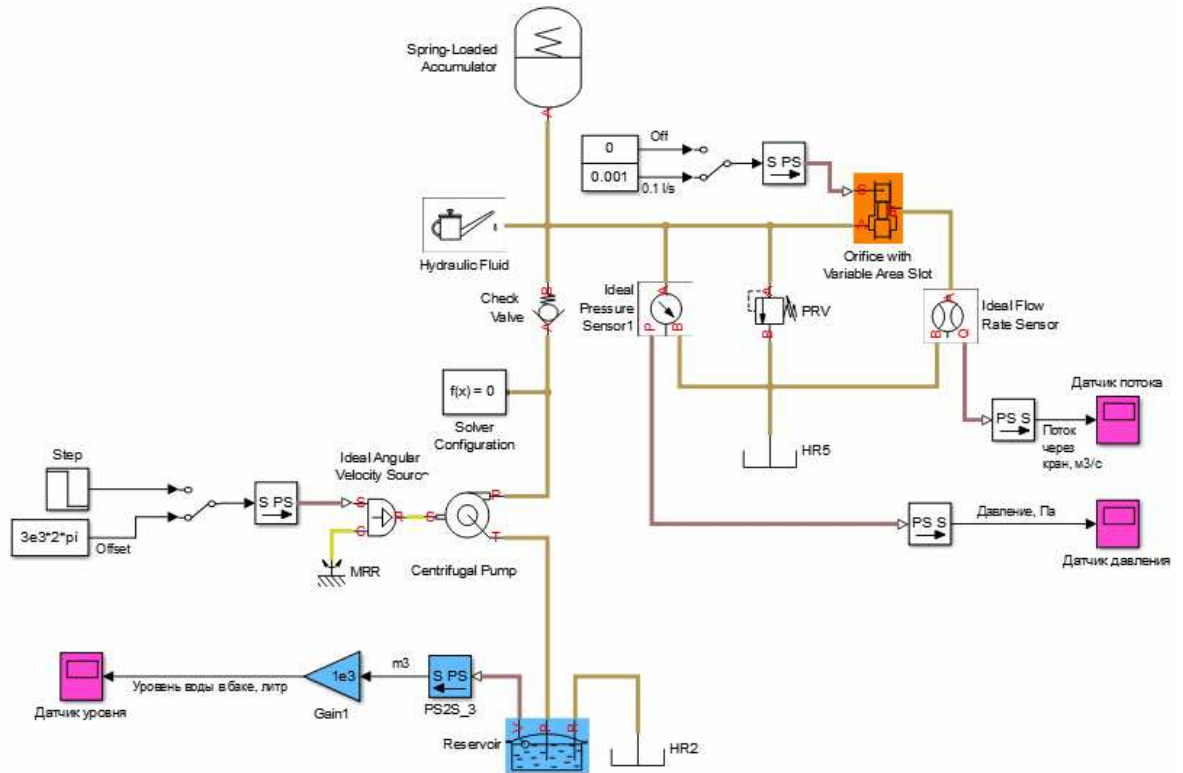 Spring-Loaded
Accumulator
A
Off
0
0.001
0.1 l/s
S PS
S
A
B
Orifice with
Variable Area Slot
Hydraulic Fluid
Check
Valve
B
A
Ideal
Pressure
Sensor1
A
P
B
A
B
PRV
A
B
Q
Ideal Flow
Rate Sensor
f(x) = 0
Solver
Configuration
Датчик потока
PS S
Поток
через
кран, м3/с
HR5
Step
3e3*2*pi
Offset
S PS
Ideal Angular
Velocity Sourc
S
C
R
MRR
S
P
T
Centrifugal Pump
PS S
Давление, Па
Датчик давления
Датчик уровня
Уровень воды в баке, литр
1e3
Gain1
m3
S PS
PS2S_3
Reservoir
V
P
R
HR2